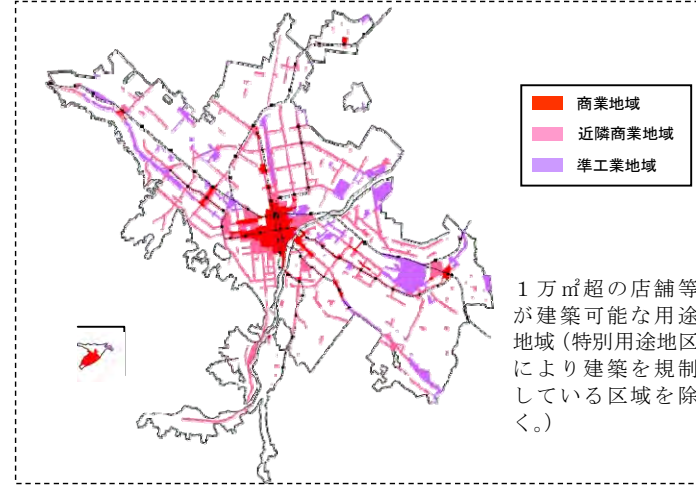 商業地域
近隣商業地域
準工業地域
１万㎡超の店舗等
が建築可能な用途
地域（特別用途地区
により建築を規制
している区域を除
く。）